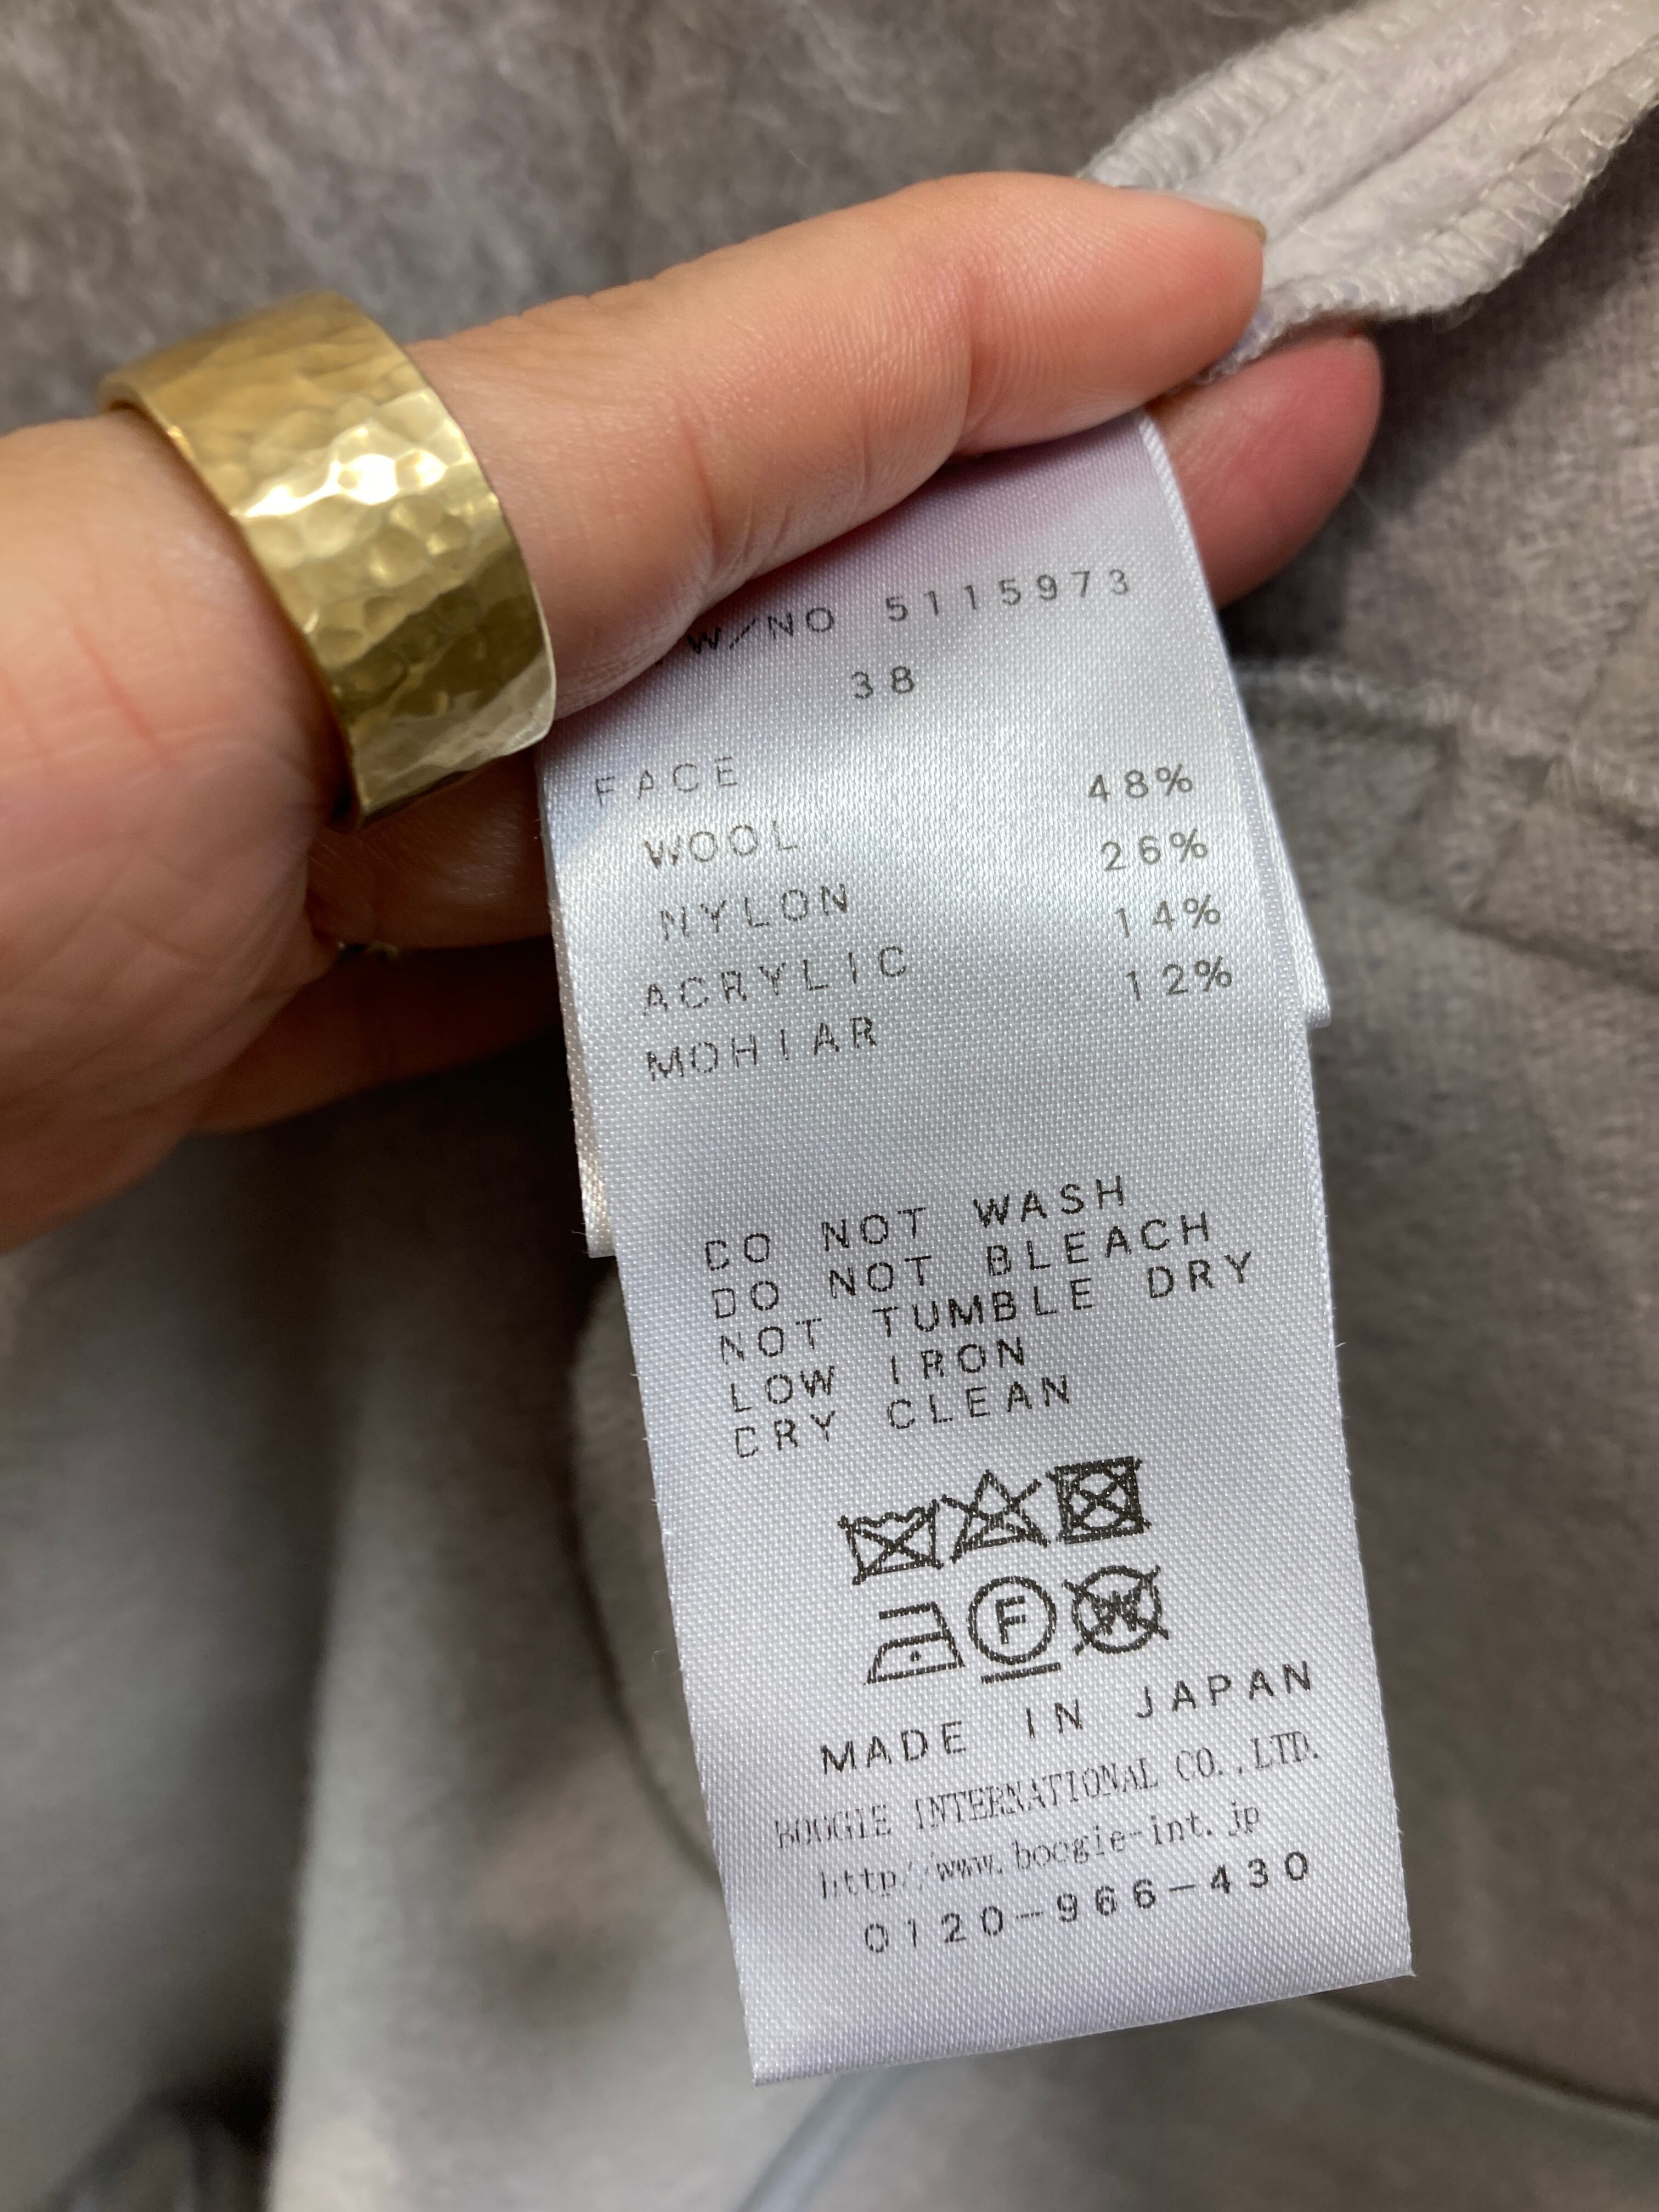 W/NO 5115973
38
FACE
WOOL 48%
NYLON 26%
ACRYLIC 14%
MOHIAR 12%
DO NOT WASH
DO NOT BLEACH
NOT TUMBLE DRY
LOW IRON
DRY CLEAN
F W
MADE IN JAPAN
BOOGIE INTERNATIONAL CO.,LTD.
http://www.boogie-int.jp
0120-966-430